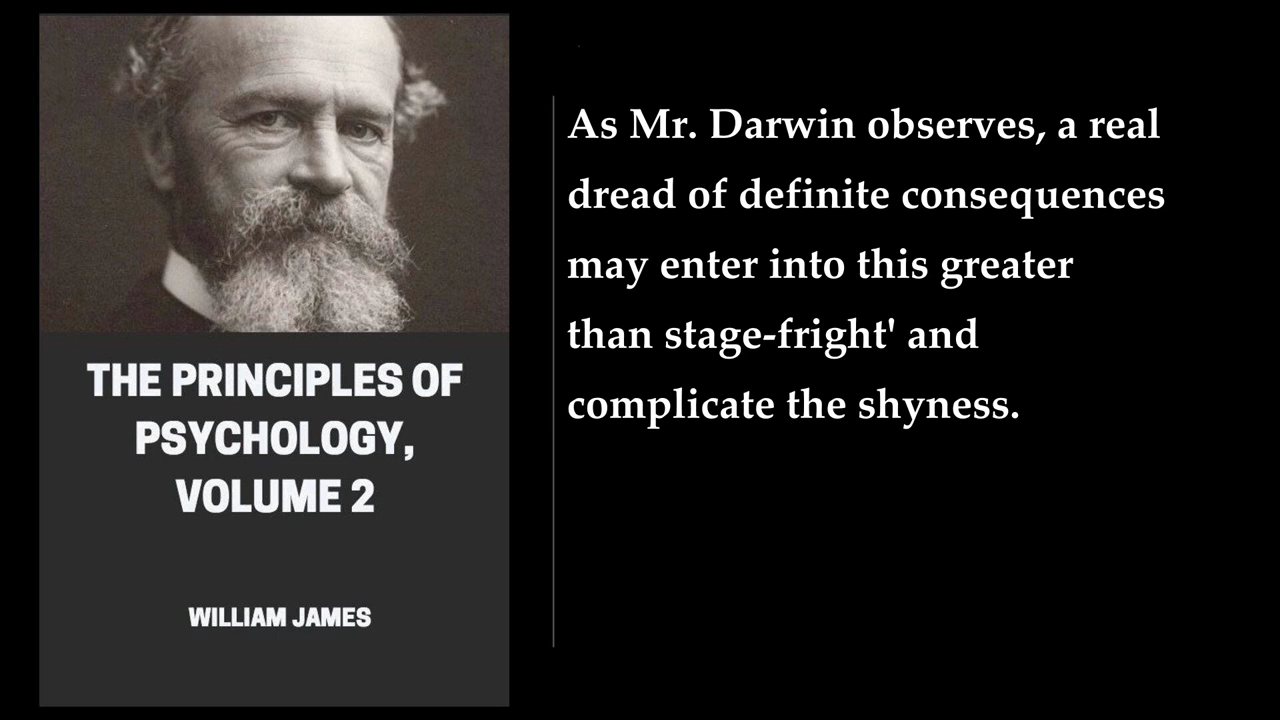 THE PRINCIPLES OF
PSYCHOLOGY,
VOLUME 2
WILLIAM JAMES
As Mr. Darwin observes, a real
dread of definite consequences
may enter into this greater
than stage-fright' and
complicate the shyness.